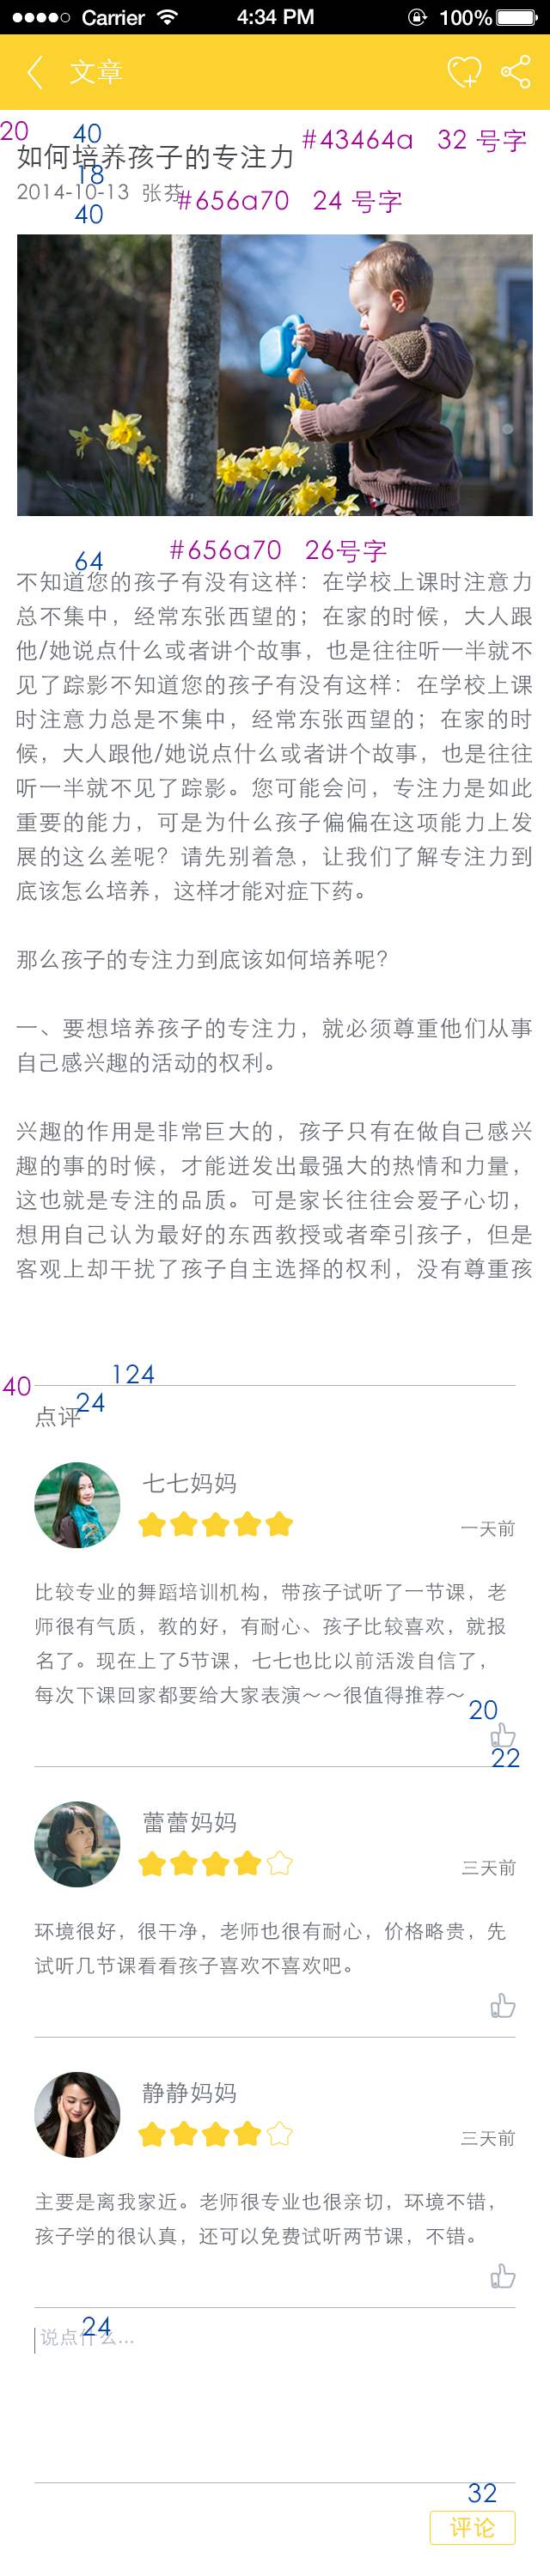 Carrier 4:34 PM 100%
文章
20 40 #43464a 32 号字
如何培养孩子的专注力
18
2014-10-13 张芬 #656a70 24 号字
40
#656a70 26号字
64
不知道您的孩子有没有这样：在学校上课时注意力
总不集中，经常东张西望的；在家的时候，大人跟
他/她说点什么或者讲个故事，也是往往听一半就不
见了踪影不知道您的孩子有没有这样：在学校上课
时注意力总是不集中，经常东张西望的；在家的时
候，大人跟他/她说点什么或者讲个故事，也是往往
听一半就不见了踪影。您可能会问，专注力是如此
重要的能力，可是为什么孩子偏偏在这项能力上发
展的这么差呢？请先别着急，让我们了解专注力到
底该怎么培养，这样才能对症下药。
那么孩子的专注力到底该如何培养呢？
一、要想培养孩子的专注力，就必须尊重他们从事
自己感兴趣的活动的权利。
兴趣的作用是非常巨大的，孩子只有在做自己感兴
趣的事的时候，才能迸发出最强大的热情和力量，
这也就是专注的品质。可是家长往往会爱子心切，
想用自己认为最好的东西教授或者牵引孩子，但是
客观上却干扰了孩子自主选择的权利，没有尊重孩
124
40
24
点评
七七妈妈
一天前
比较专业的舞蹈培训机构，带孩子试听了一节课，老
师很有气质，教的好，有耐心、孩子比较喜欢，就报
名了。现在上了5节课，七七也比以前活泼自信了，
每次下课回家都要给大家表演～～很值得推荐～
20
22
蕾蕾妈妈
三天前
环境很好，很干净，老师也很有耐心，价格略贵，先
试听几节课看看孩子喜欢不喜欢吧。
静静妈妈
三天前
主要是离我家近。老师很专业也很亲切，环境不错，
孩子学的很认真，还可以免费试听两节课，不错。
24
说点什么...
32
评论